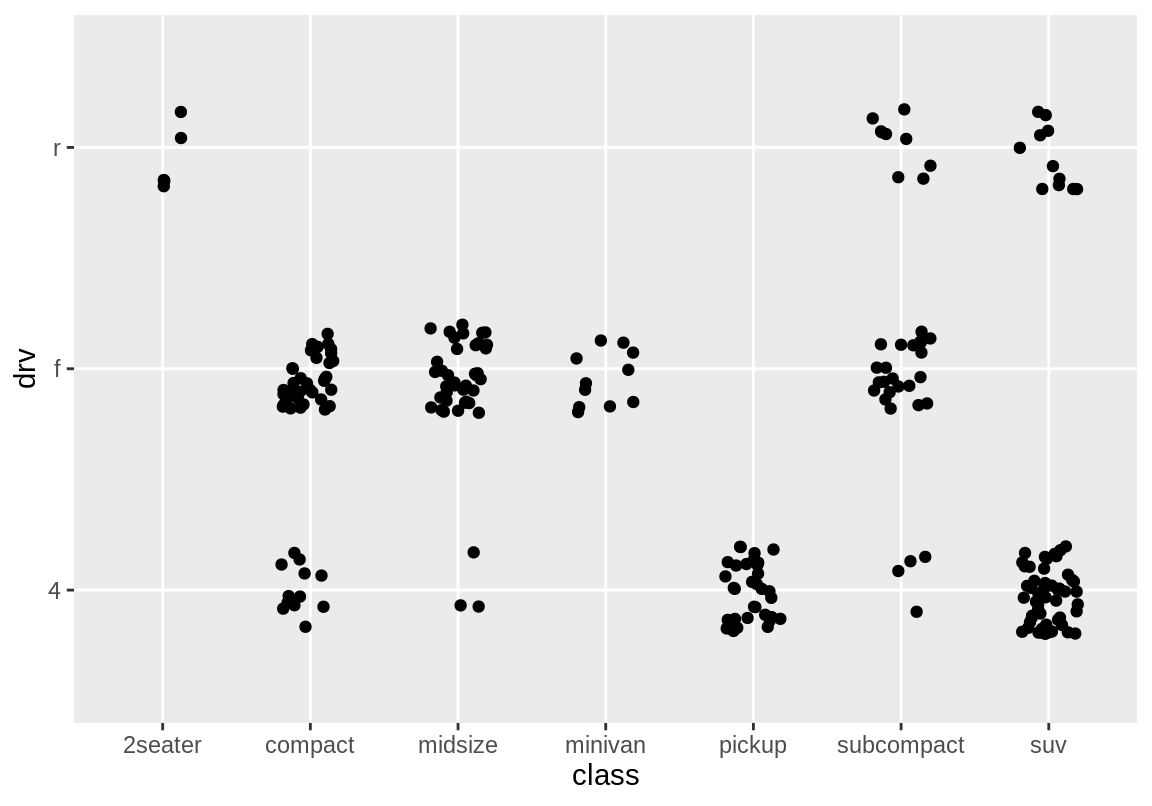 r
f
4
drv
2seater compact midsize minivan pickup subcompact suv
class